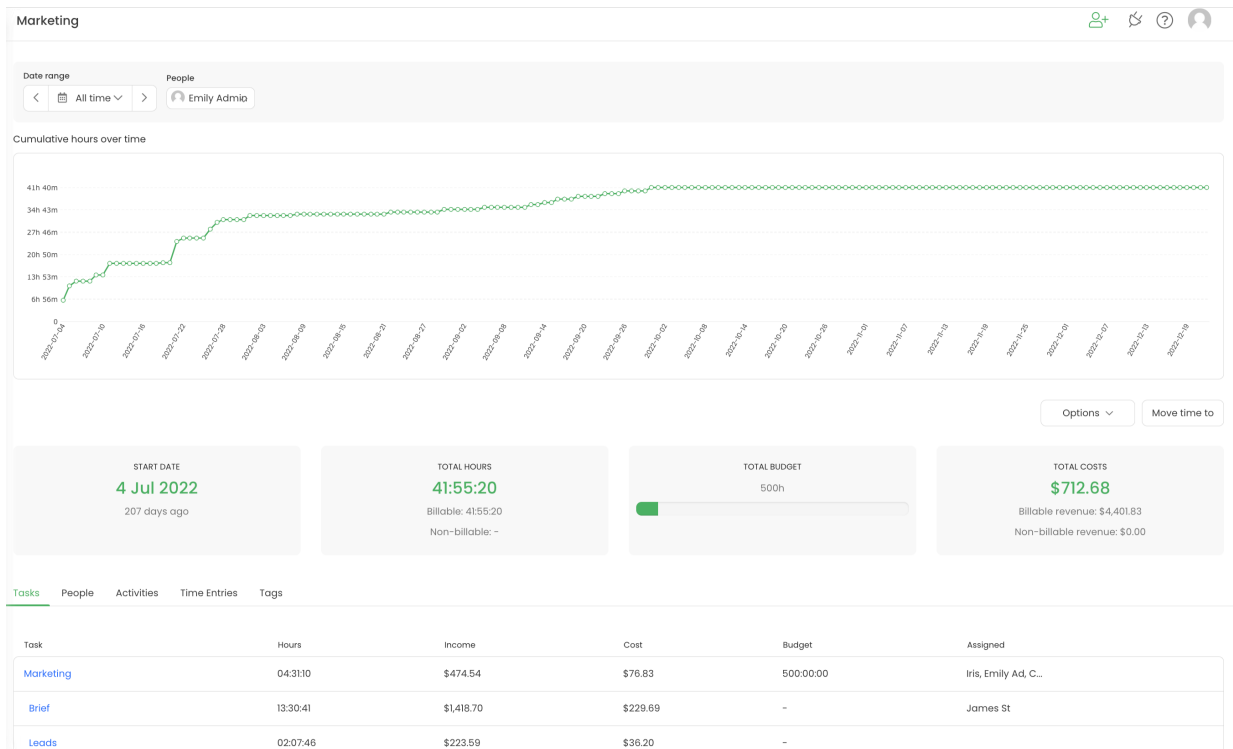 Marketing
Date range
People
All time
Emily Admia
Cumulative hours over time
41h 40m
34h 43m
27h 46m
20h 50m
13h 53m
6h 56m
0
2022-07-04 2022-07-10 2022-07-16 2022-07-22 2022-07-28 2022-08-03 2022-08-09 2022-08-15 2022-08-21 2022-08-27 2022-09-02 2022-09-08 2022-09-14 2022-09-20 2022-09-26 2022-10-02 2022-10-08 2022-10-14 2022-10-20 2022-10-26 2022-11-01 2022-11-07 2022-11-13 2022-11-19 2022-11-25 2022-12-01 2022-12-07 2022-12-13 2022-12-19
Options Move time to
START DATE
4 Jul 2022
207 days ago
TOTAL HOURS
41:55:20
Billable: 41:55:20
Non-billable: -
TOTAL BUDGET
500h
TOTAL COSTS
$712.68
Billable revenue: $4,401.83
Non-billable revenue: $0.00
Tasks People Activities Time Entries Tags
Task Hours Income Cost Budget Assigned
Marketing 04:31:10 $474.54 $76.83 500:00:00 Iris, Emily Ad, C...
Brief 13:30:41 $1,418.70 $229.69 - James St
Leads 02:07:46 $223.59 $36.20 -